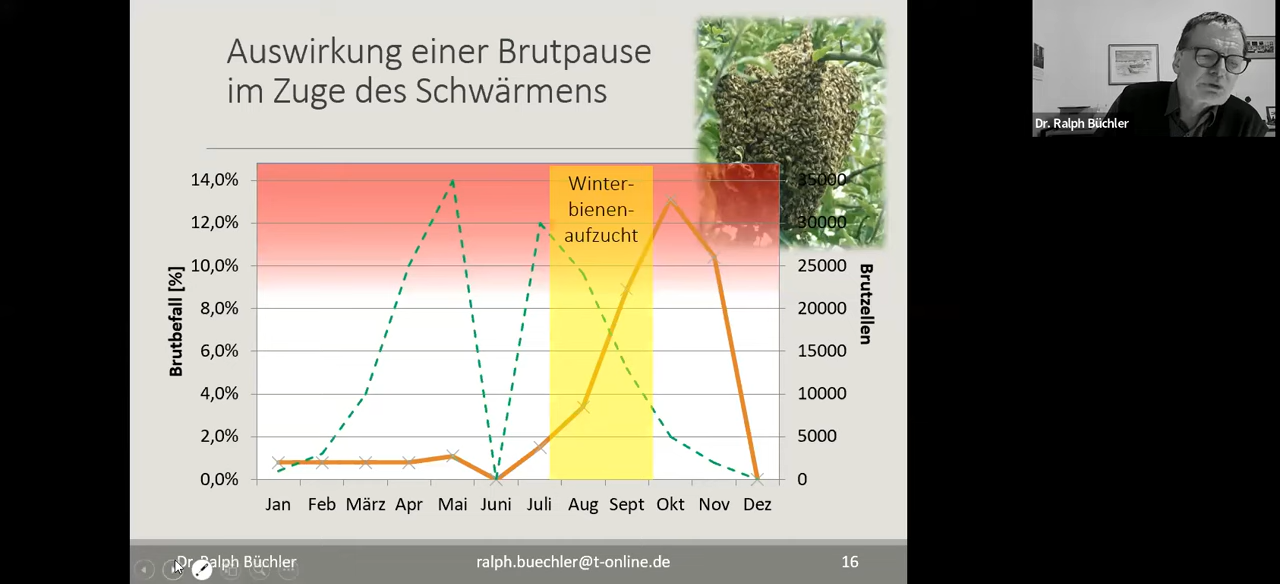 Auswirkung einer Brutpause
im Zuge des Schwärmens
Dr. Ralph Büchler
Winter-
bienen-
aufzucht
Brutbefall [%]
14,0%
12,0%
10,0%
8,0%
6,0%
4,0%
2,0%
0,0%
35000
30000
25000
20000
15000
10000
5000
0
Brutzellen
Jan Feb März Apr Mai Juni Juli Aug Sept Okt Nov Dez
Dr. Ralph Büchler ralph.buechler@t-online.de 16